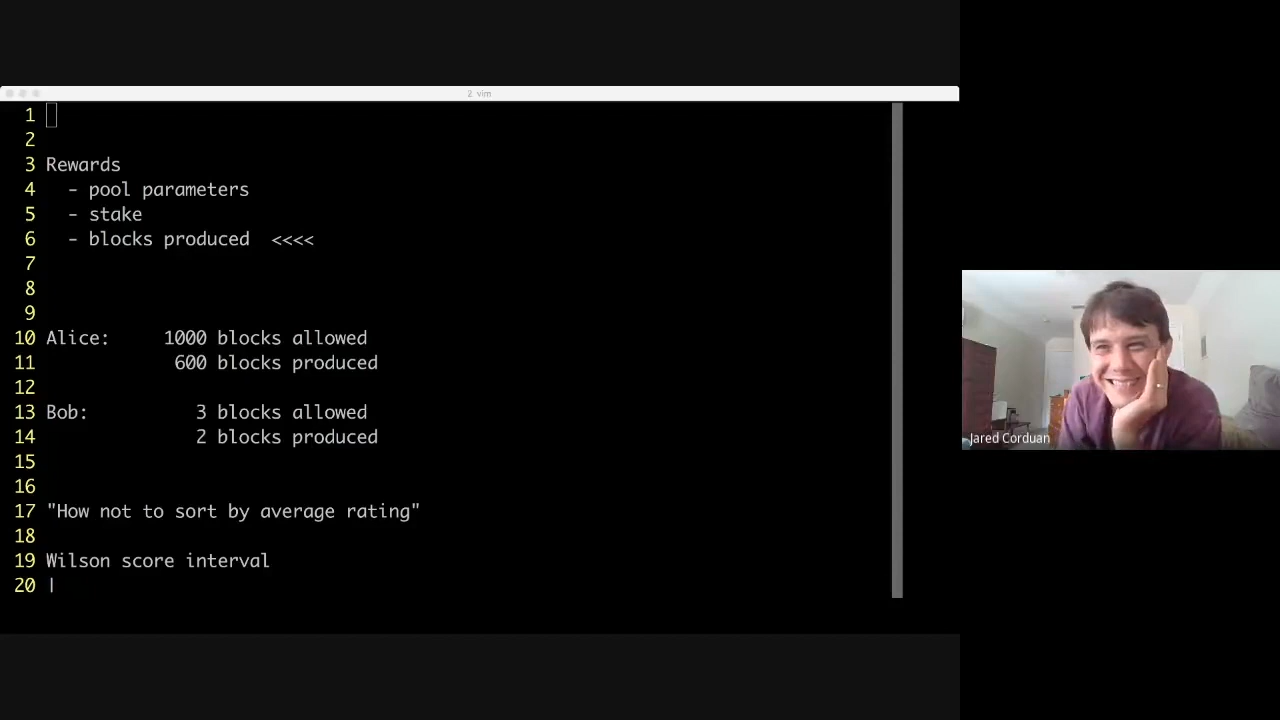 2 vim
1
2
3 Rewards
4 - pool parameters
5 - stake
6 - blocks produced <<<<
7
8
9
10 Alice: 1000 blocks allowed
11 600 blocks produced
12
13 Bob: 3 blocks allowed
14 2 blocks produced
15
16
17 "How not to sort by average rating"
18
19 Wilson score interval
20 |
Jared Corduan